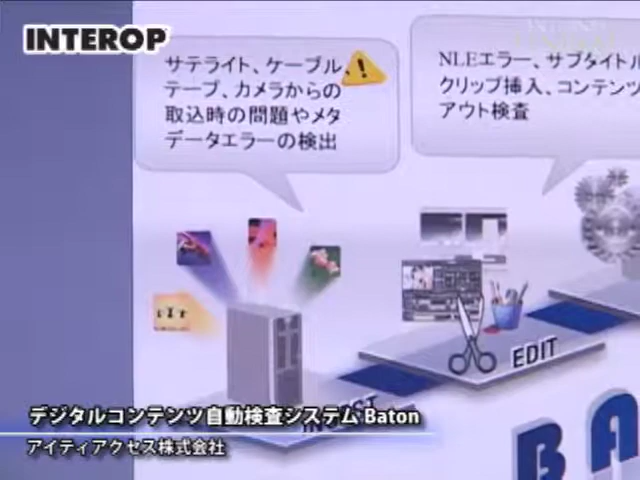 INTEROP
サテライト、ケーブル、
テープ、カメラからの
取込時の問題やメタ
データエラーの検出
NLEエラー、サブタイトル
クリップ挿入、コンテンツ
アウト検査
EDIT
BA
デジタルコンテンツ自動検査システム Baton
アイティアクセス株式会社